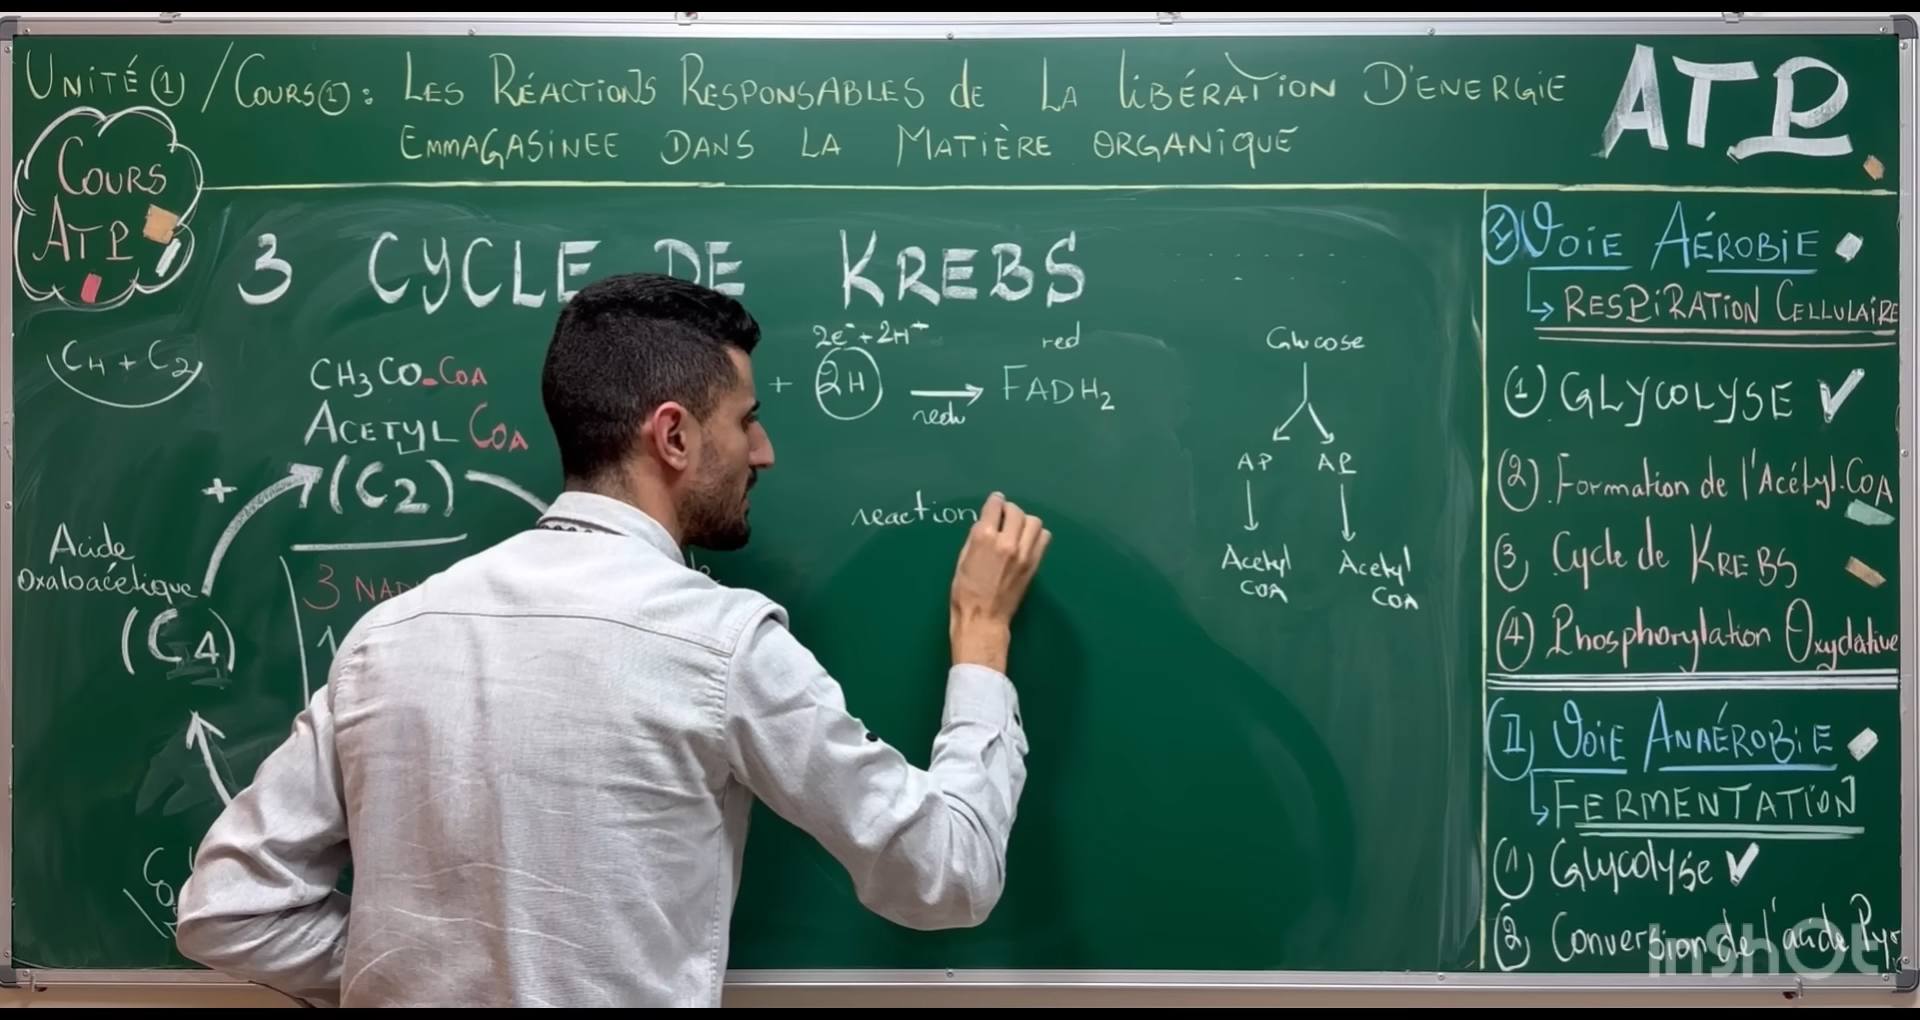 UNITÉ (1) / COURS (1) : LES RÉACTIONS RESPONSABLES de LA LIBÉRATION D'ENERGIE
EMMAGASINEE DANS LA MATIÈRE ORGANIQUE
ATP
COURS
ATP
3 CYCLE DE KREBS
C4 + C2
CH3CO-COA
ACETYL COA
(C2)
+
Acide
Oxaloacétique
(C4)
3 NAD
2e- + 2H+
+ 2H
FADH2
red
reaction
Glucose
AP AP
Acetyl COA
Acetyl COA
I VOIE AÉROBIE
RESPIRATION CELLULAIRE
1 GLYCOLYSE ✓
2 Formation de l'Acétyl.COA
3 Cycle de KREBS
4 Phosphorylation Oxydative
II VOIE ANAÉROBIE
FERMENTATION
1 Glycolyse ✓
2 Conversion de l'acide Pyr
InShOt